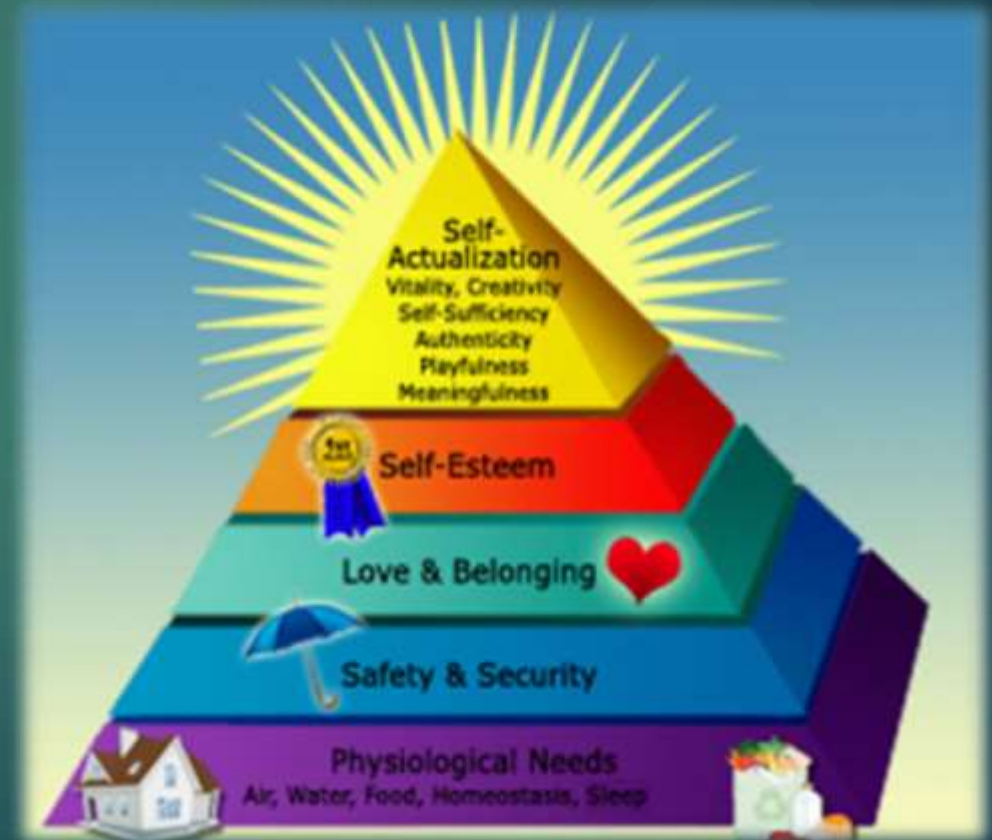 Self-
Actualization
Vitality, Creativity
Self-Sufficiency
Authenticity
Playfulness
Meaningfulness
Self-Esteem
Love & Belonging
Safety & Security
Physiological Needs
Air, Water, Food, Homeostasis, Sleep